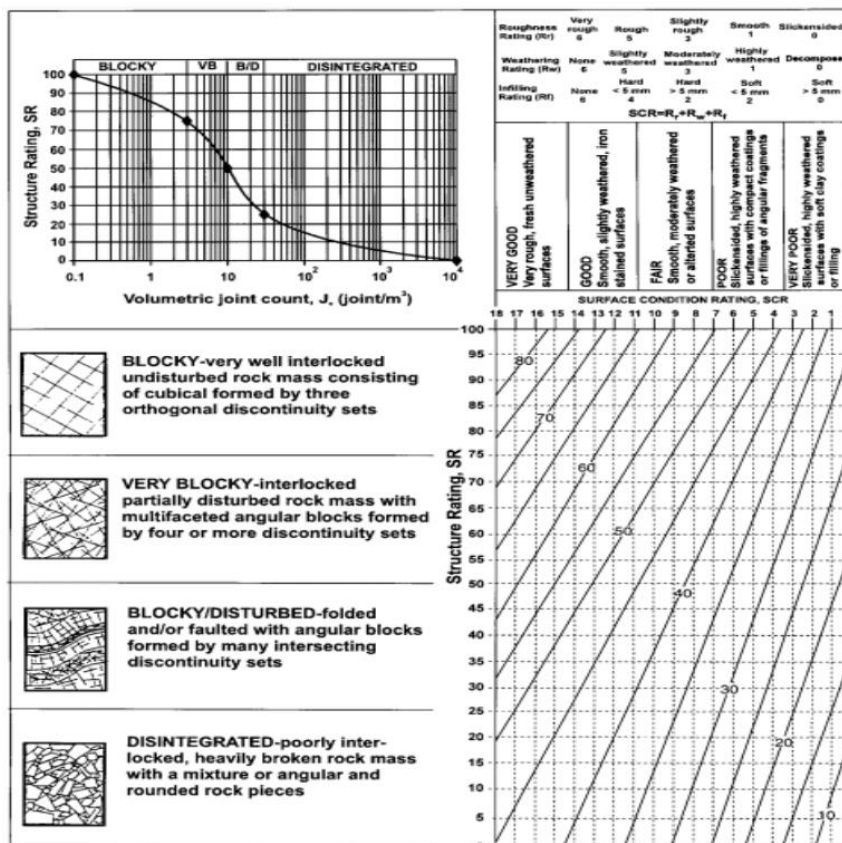 BLOCKY VB B/D DISINTEGRATED
Structure Rating, SR
100
90
80
70
60
50
40
30
20
10
0
0.1 1 10 10² 10³ 10⁴
Volumetric joint count, Jᵥ (joint/m³)
Roughness Rating (Rr) Very rough 6 Rough 5 Slightly rough 3 Smooth 1 Slickensided 0
Weathering Rating (Rw) None 6 Slightly weathered 5 Moderately weathered 3 Highly weathered 1 Decompose 0
Infilling Rating (Rf) None 6 Hard < 5 mm 4 Hard > 5 mm 2 Soft < 5 mm 2 Soft > 5 mm 0
SCR=Rᵣ+R_w+R_f
VERY GOOD
Very rough, fresh unweathered
surfaces
GOOD
Smooth, slightly weathered, iron
stained surfaces
FAIR
Smooth, moderately weathered
or alterted surfaces
POOR
Slickensided, highly weathered
surfaces with compact coatings
or fillings of angular fragments
VERY POOR
Slickensided, highly weathered
surfaces with soft clay coatings
or filling
SURFACE CONDITION RATING, SCR
18 17 16 15 14 13 12 11 10 9 8 7 6 5 4 3 2 1
Structure Rating, SR
100
95
90
85
80
75
70
65
60
55
50
45
40
35
30
25
20
15
10
5
80
70
60
50
40
30
20
10
BLOCKY-very well interlocked
undisturbed rock mass consisting
of cubical formed by three
orthogonal discontinuity sets
VERY BLOCKY-interlocked
partially disturbed rock mass with
multifaceted angular blocks formed
by four or more discontinuity sets
BLOCKY/DISTURBED-folded
and/or faulted with angular blocks
formed by many intersecting
discontinuity sets
DISINTEGRATED-poorly inter-
locked, heavily broken rock mass
with a mixture or angular and
rounded rock pieces